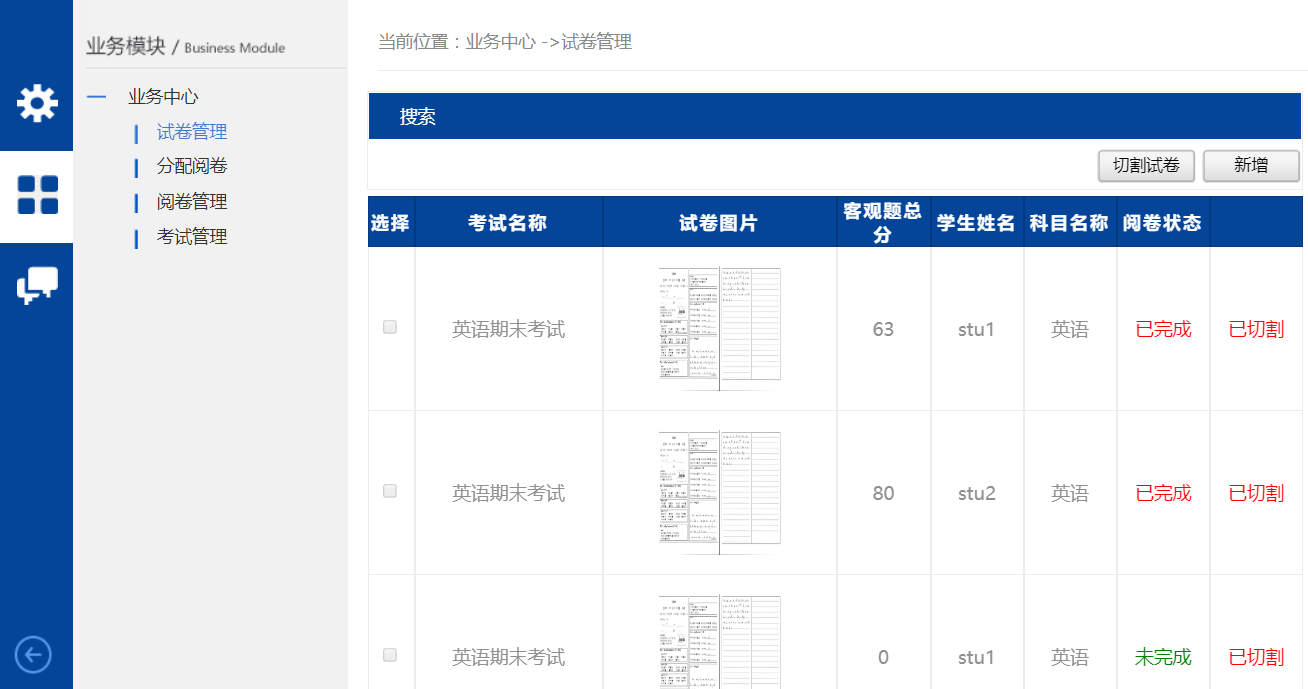 业务模块 / Business Module
业务中心
试卷管理
分配阅卷
阅卷管理
考试管理
当前位置：业务中心 ->试卷管理
搜索
切割试卷 新增
选择 考试名称 试卷图片 客观题总分 学生姓名 科目名称 阅卷状态
英语期末考试 63 stu1 英语 已完成 已切割
英语期末考试 80 stu2 英语 已完成 已切割
英语期末考试 0 stu1 英语 未完成 已切割